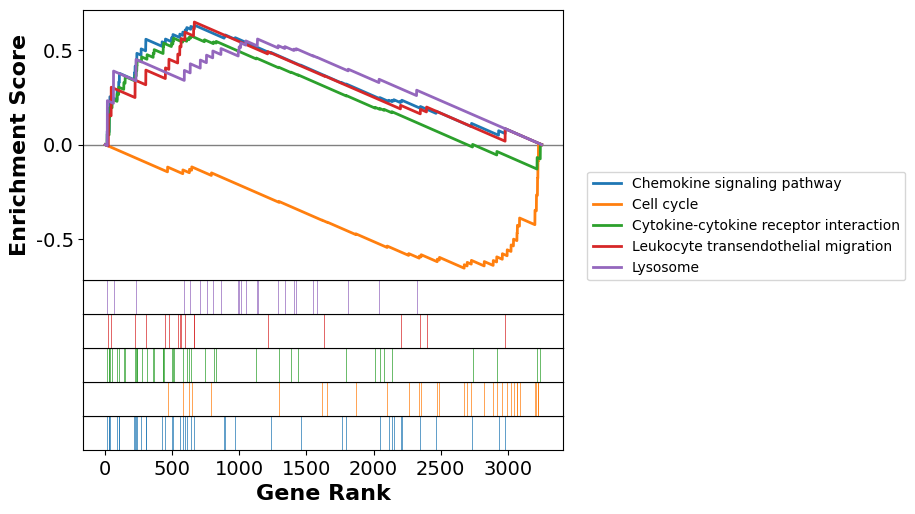 Enrichment Score
0.5
0.0
-0.5
Chemokine signaling pathway
Cell cycle
Cytokine-cytokine receptor interaction
Leukocyte transendothelial migration
Lysosome
0 500 1000 1500 2000 2500 3000
Gene Rank